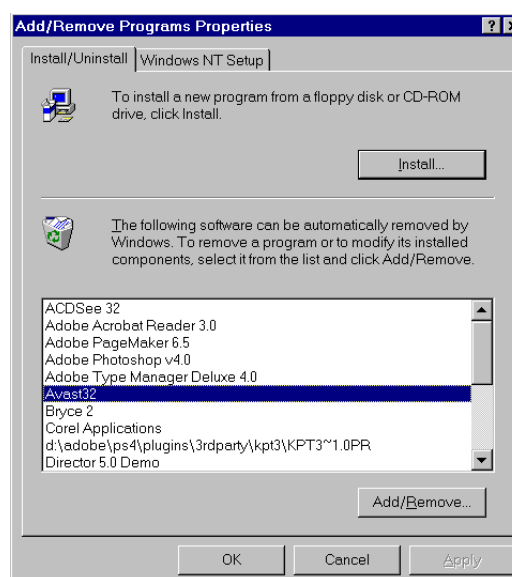 Add/Remove Programs Properties
Install/Uninstall
Windows NT Setup
To install a new program from a floppy disk or CD-ROM
drive, click Install.
Install...
The following software can be automatically removed by
Windows. To remove a program or to modify its installed
components, select it from the list and click Add/Remove.
ACDSee 32
Adobe Acrobat Reader 3.0
Adobe PageMaker 6.5
Adobe Photoshop v4.0
Adobe Type Manager Deluxe 4.0
Avast32
Bryce 2
Corel Applications
d:\adobe\ps4\plugins\3rdparty\kpt3\KPT3~1.0PR
Director 5.0 Demo
Add/Remove...
OK
Cancel
Apply